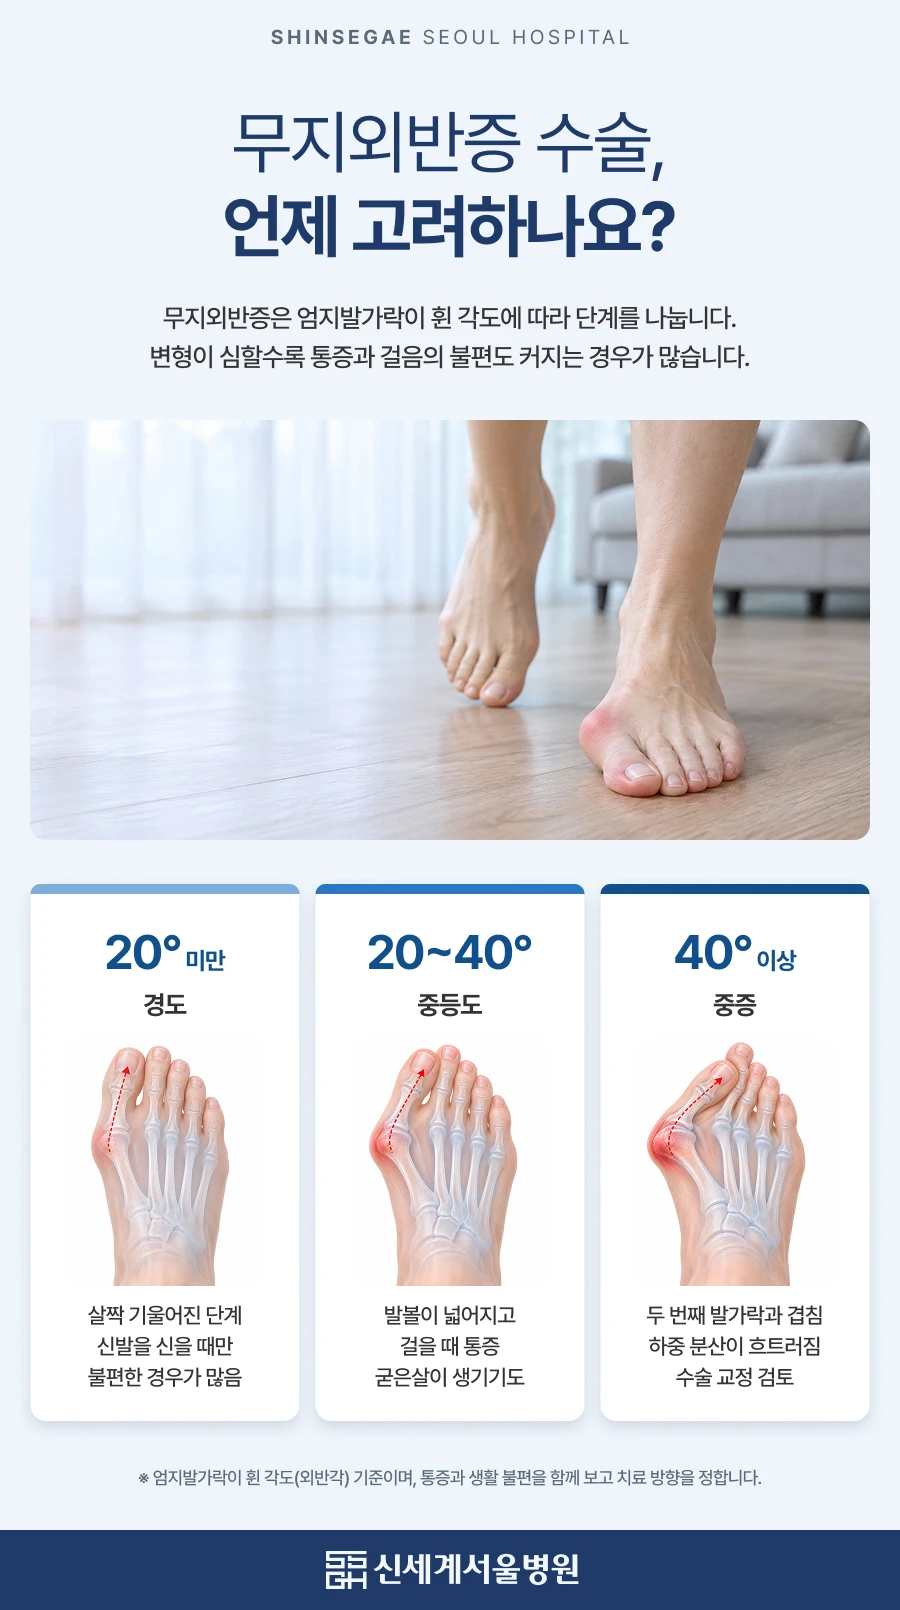 SHINSEGAE SEOUL HOSPITAL
무지외반증 수술,
언제 고려하나요?
무지외반증은 엄지발가락이 휜 각도에 따라 단계를 나눕니다.
변형이 심할수록 통증과 걸음의 불편도 커지는 경우가 많습니다.
20° 미만
경도
살짝 기울어진 단계
신발을 신을 때만
불편한 경우가 많음
20~40°
중등도
발볼이 넓어지고
걸을 때 통증
굳은살이 생기기도
40° 이상
중증
두 번째 발가락과 겹침
하중 분산이 흐트러짐
수술 교정 검토
※ 엄지발가락이 휜 각도(외반각) 기준이며, 통증과 생활 불편을 함께 보고 치료 방향을 정합니다.
신세계서울병원